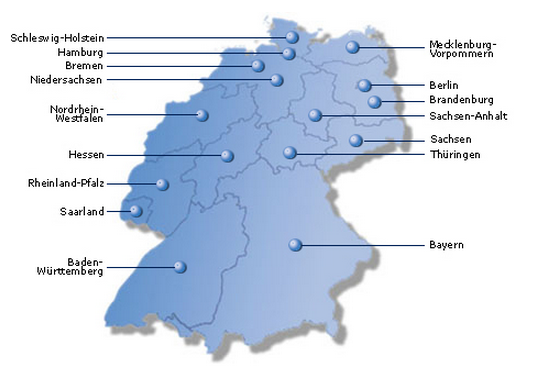 Schleswig-Holstein
Hamburg
Bremen
Niedersachsen
Nordrhein-
Westfalen
Hessen
Rheinland-Pfalz
Saarland
Baden-
Württemberg
Mecklenburg-
Vorpommern
Berlin
Brandenburg
Sachsen-Anhalt
Sachsen
Thüringen
Bayern